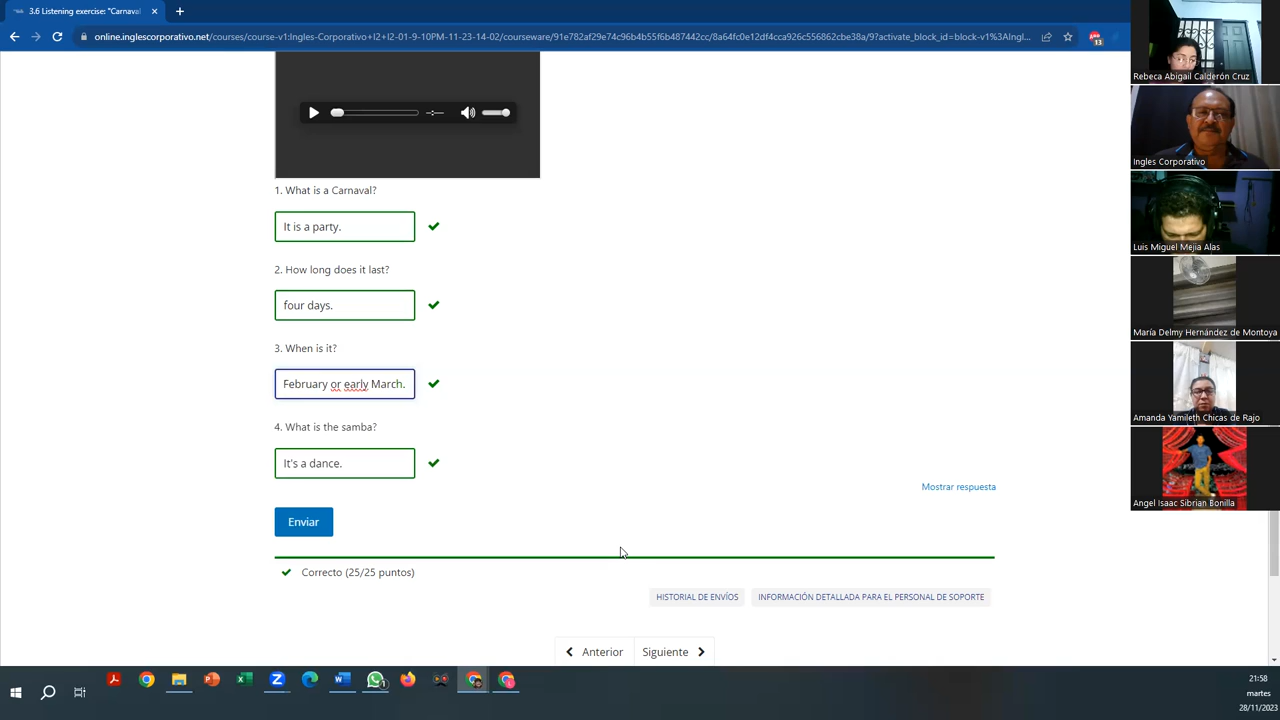 3.6 Listening exercise: "Carnaval
online.inglescorporativo.net/courses/course-v1:Ingles-Corporativo+I2+I2-01-9-10PM-11-23-14-02/courseware/91e782af29e74c96b4b55f6b487442cc/8a64fc0e12df4cca926c556862cbe38a/9?activate_block_id=block-v1%3AIngl...
13
1. What is a Carnaval?
It is a party.
2. How long does it last?
four days.
3. When is it?
February or early March.
4. What is the samba?
It's a dance.
Mostrar respuesta
Enviar
Correcto (25/25 puntos)
HISTORIAL DE ENVÍOS
INFORMACIÓN DETALLADA PARA EL PERSONAL DE SOPORTE
Anterior
Siguiente
Rebeca Abigail Calderón Cruz
Ingles Corporativo
Luis Miguel Mejia Alas
María Delmy Hernández de Montoya
Amanda Yamileth Chicas de Rajo
Angel Isaac Sibrian Bonilla
21:58
martes
28/11/2023